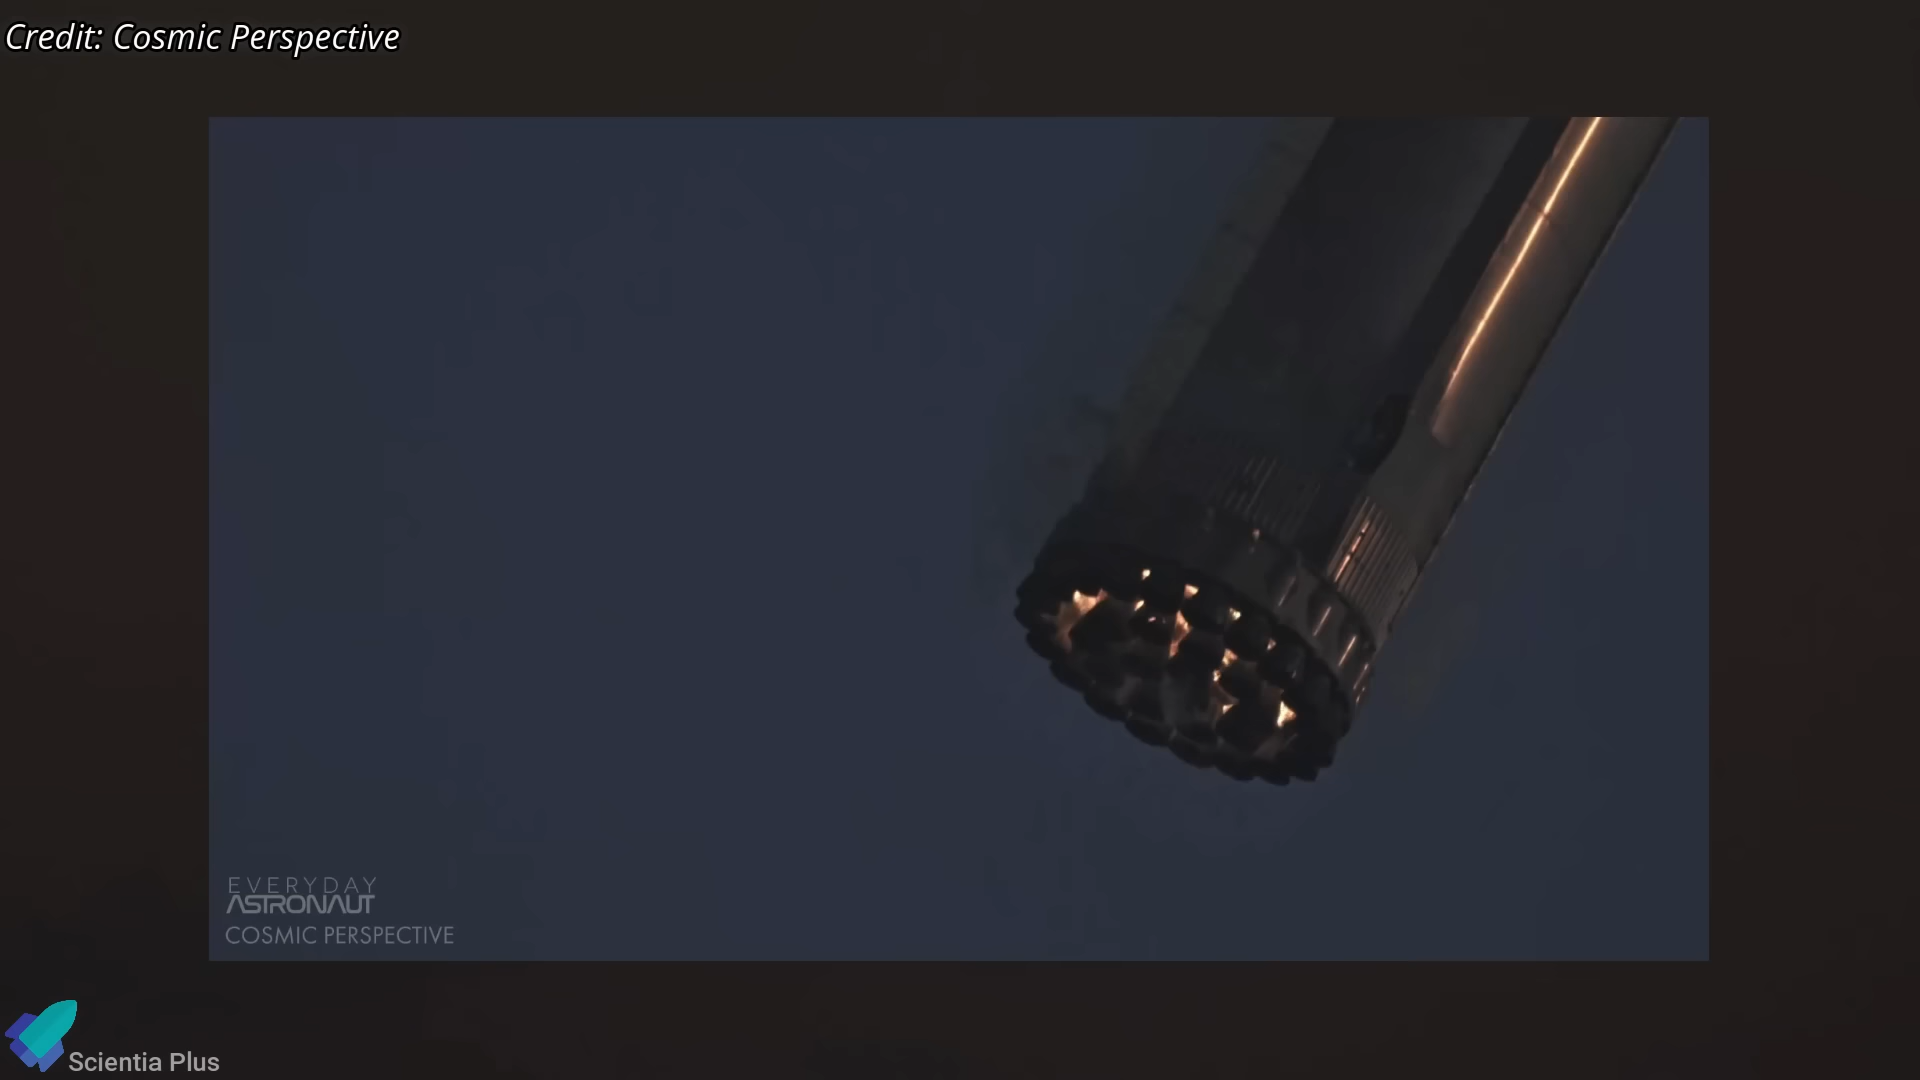 Credit: Cosmic Perspective
EVERYDAY
ASTRONAUT
COSMIC PERSPECTIVE
Scientia Plus